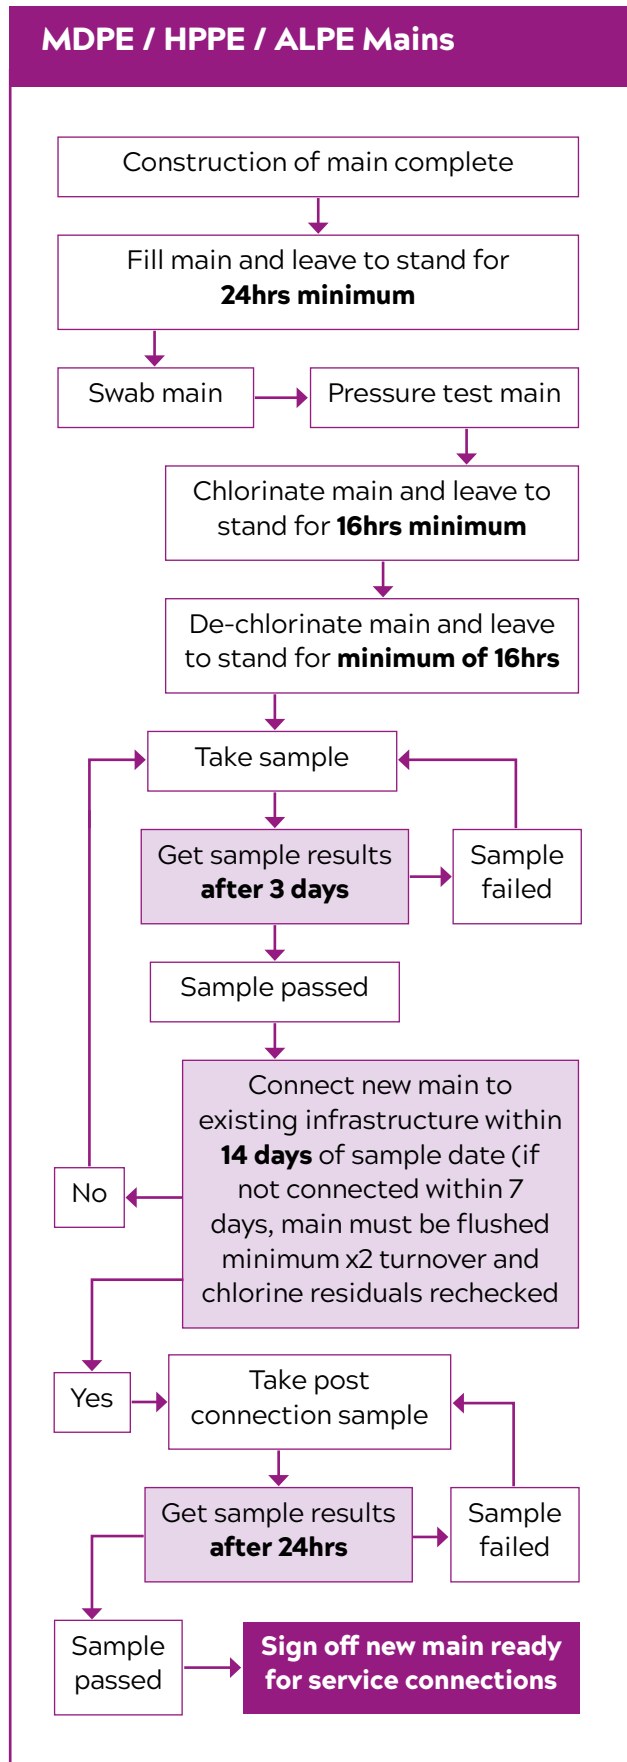 MDPE / HPPE / ALPE Mains
Construction of main complete
Fill main and leave to stand for
24hrs minimum
Swab main
Pressure test main
Chlorinate main and leave to
stand for 16hrs minimum
De-chlorinate main and leave
to stand for minimum of 16hrs
Take sample
Get sample results
after 3 days
Sample
failed
Sample passed
Connect new main to
existing infrastructure within
14 days of sample date (if
not connected within 7
days, main must be flushed
minimum x2 turnover and
chlorine residuals rechecked
No
Yes
Take post
connection sample
Get sample results
after 24hrs
Sample
failed
Sample
passed
Sign off new main ready
for service connections